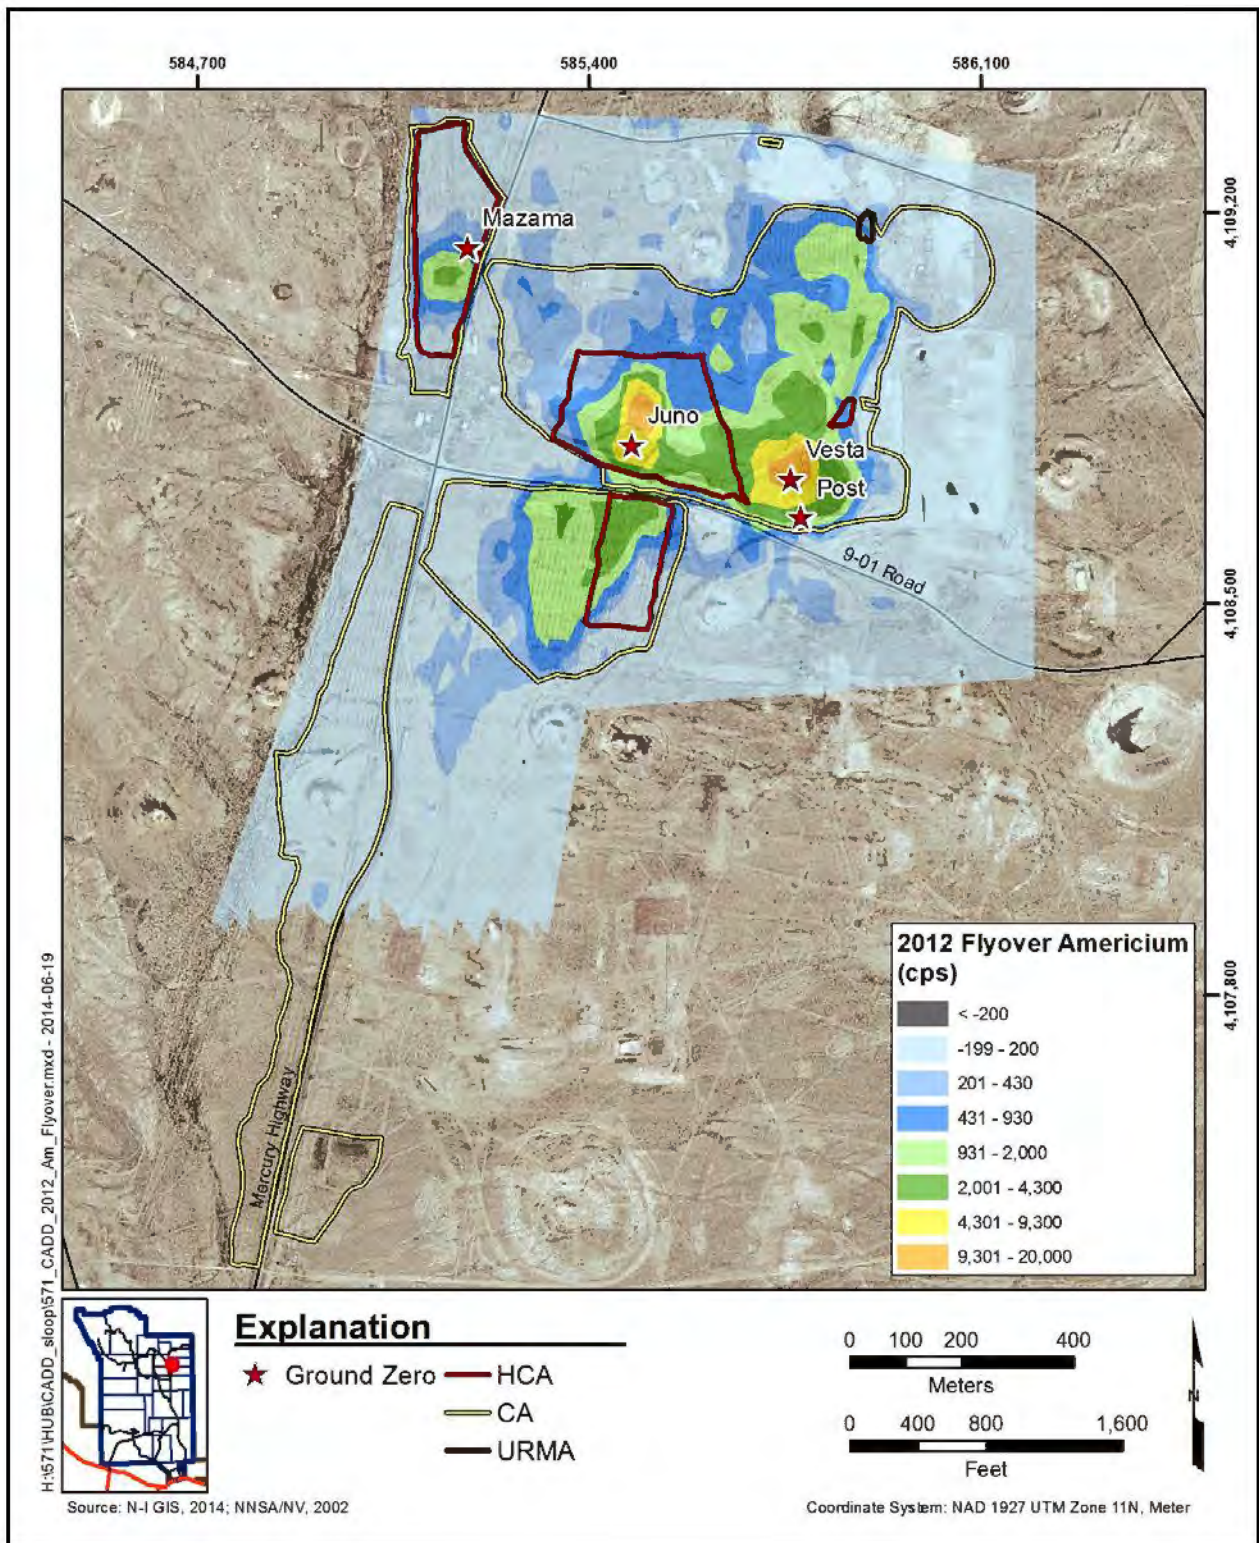 584,700 585,400 586,100
4,109,200
Mazama
Juno
Vesta
Post
9-01 Road
4,108,500
4,107,800
Mercury Highway
2012 Flyover Americium
(cps)
< -200
-199 - 200
201 - 430
431 - 930
931 - 2,000
2,001 - 4,300
4,301 - 9,300
9,301 - 20,000
H:\571\HUB\CADD_sloop\571_CADD_2012_Am_Flyover.mxd - 2014-06-19
Explanation
Ground Zero HCA
CA
URMA
0 100 200 400
Meters
0 400 800 1,600
Feet
N
Source: N-I GIS, 2014; NNSA/NV, 2002
Coordinate System: NAD 1927 UTM Zone 11N, Meter